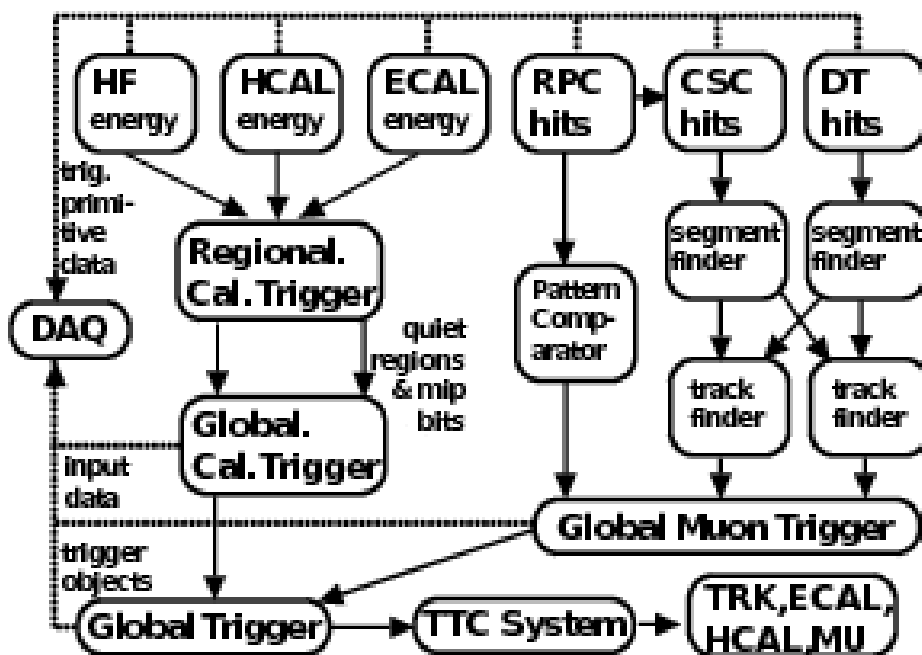 HF
energy
HCAL
energy
ECAL
energy
RPC
hits
CSC
hits
DT
hits
trig.
primi-
tive
data
Regional.
Cal. Trigger
segment
finder
segment
finder
Pattern
Comp-
arator
DAQ
quiet
regions
& mip
bits
track
finder
track
finder
Global.
Cal. Trigger
input
data
Global Muon Trigger
trigger
objects
Global Trigger
TTC System
TRK,ECAL,
HCAL,MU